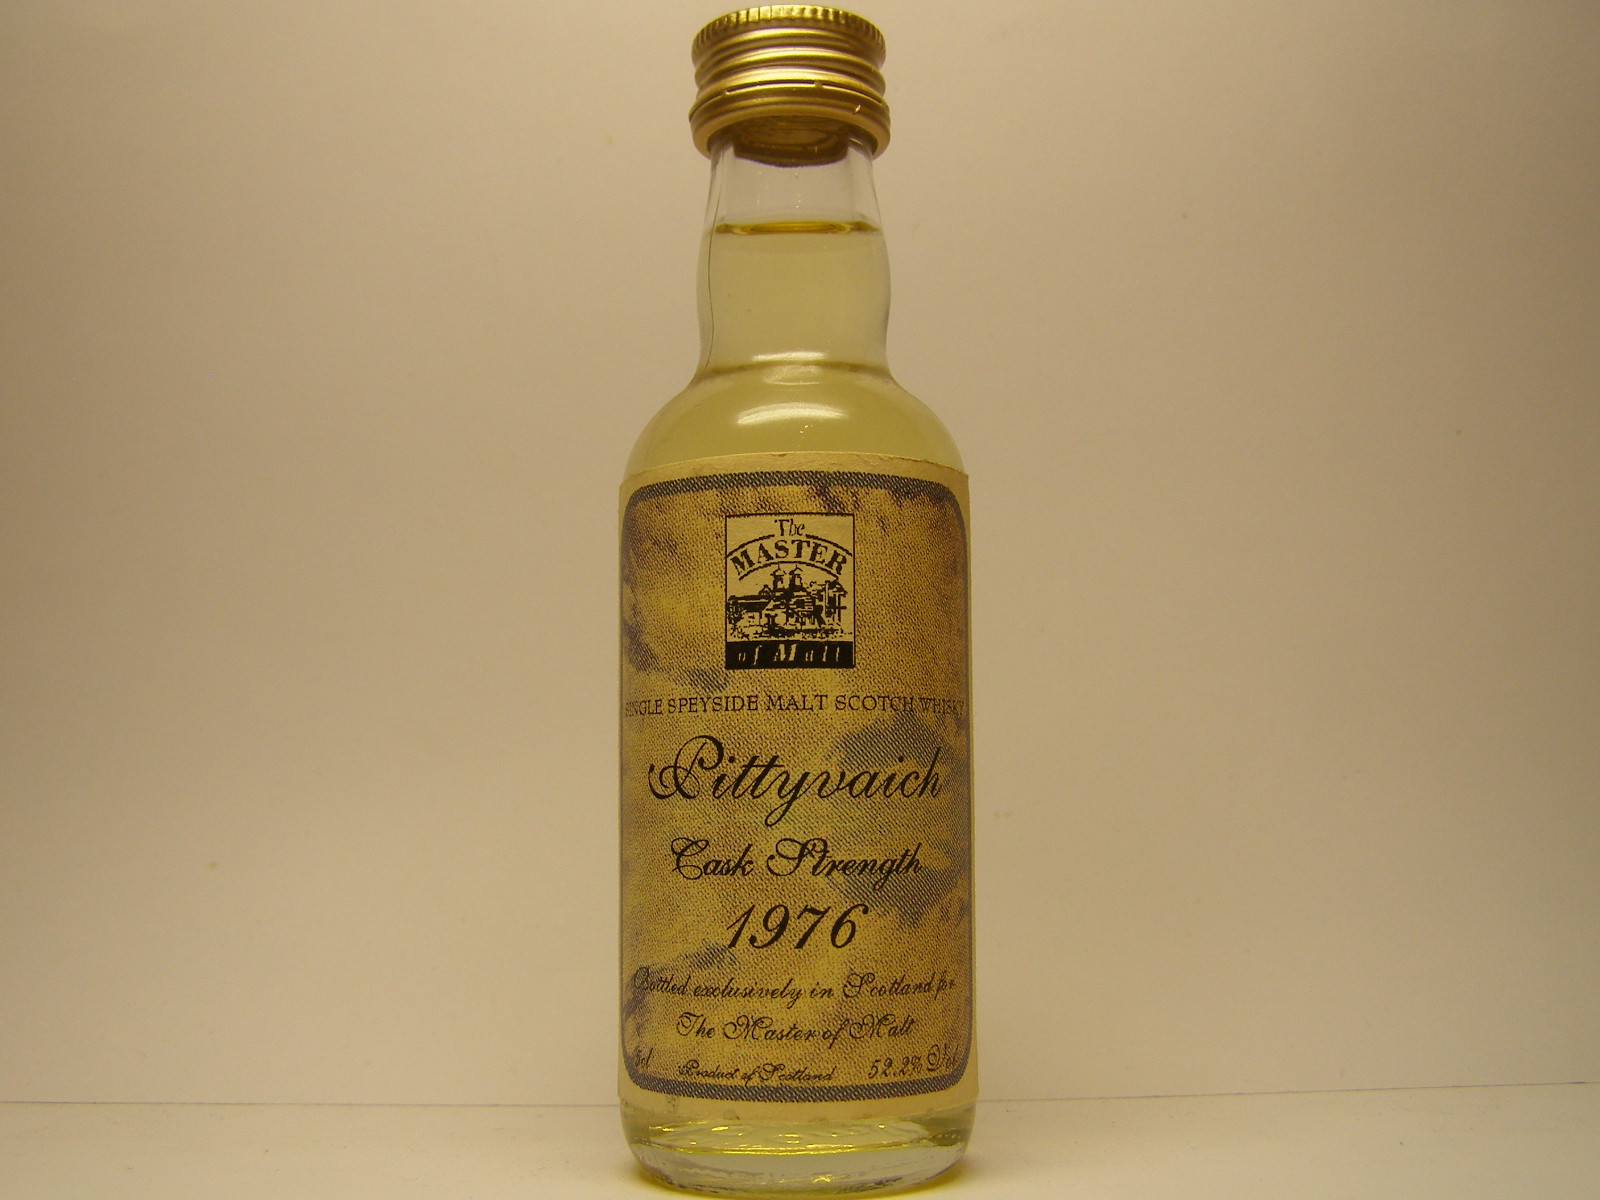 The
MASTER
of Malt
SINGLE SPEYSIDE MALT SCOTCH WHISKY
Pittyvaich
Cask Strength
1976
Bottled exclusively in Scotland for
The Master of Malt
5cl Product of Scotland 52.2% Vol